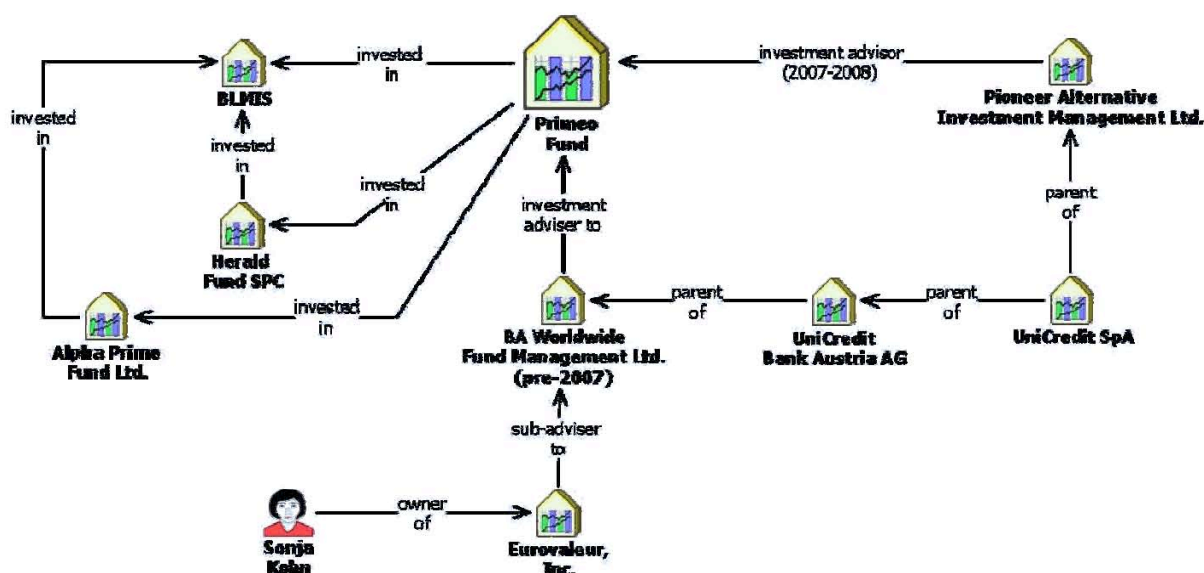 invested
in
BLMIS
invested
in
Primeo
Fund
investment advisor
(2007-2008)
Pioneer Alternative
Investment Management Ltd.
invested
in
invested
in
Herald
Fund SPC
investment
adviser to
parent
of
invested
in
Alpha Prime
Fund Ltd.
BA Worldwide
Fund Management Ltd.
(pre-2007)
parent
of
UniCredit
Bank Austria AG
parent
of
UniCredit SpA
sub-adviser
to
Sonja
Kohn
owner
of
Eurovaleur,
Inc.
invested
in